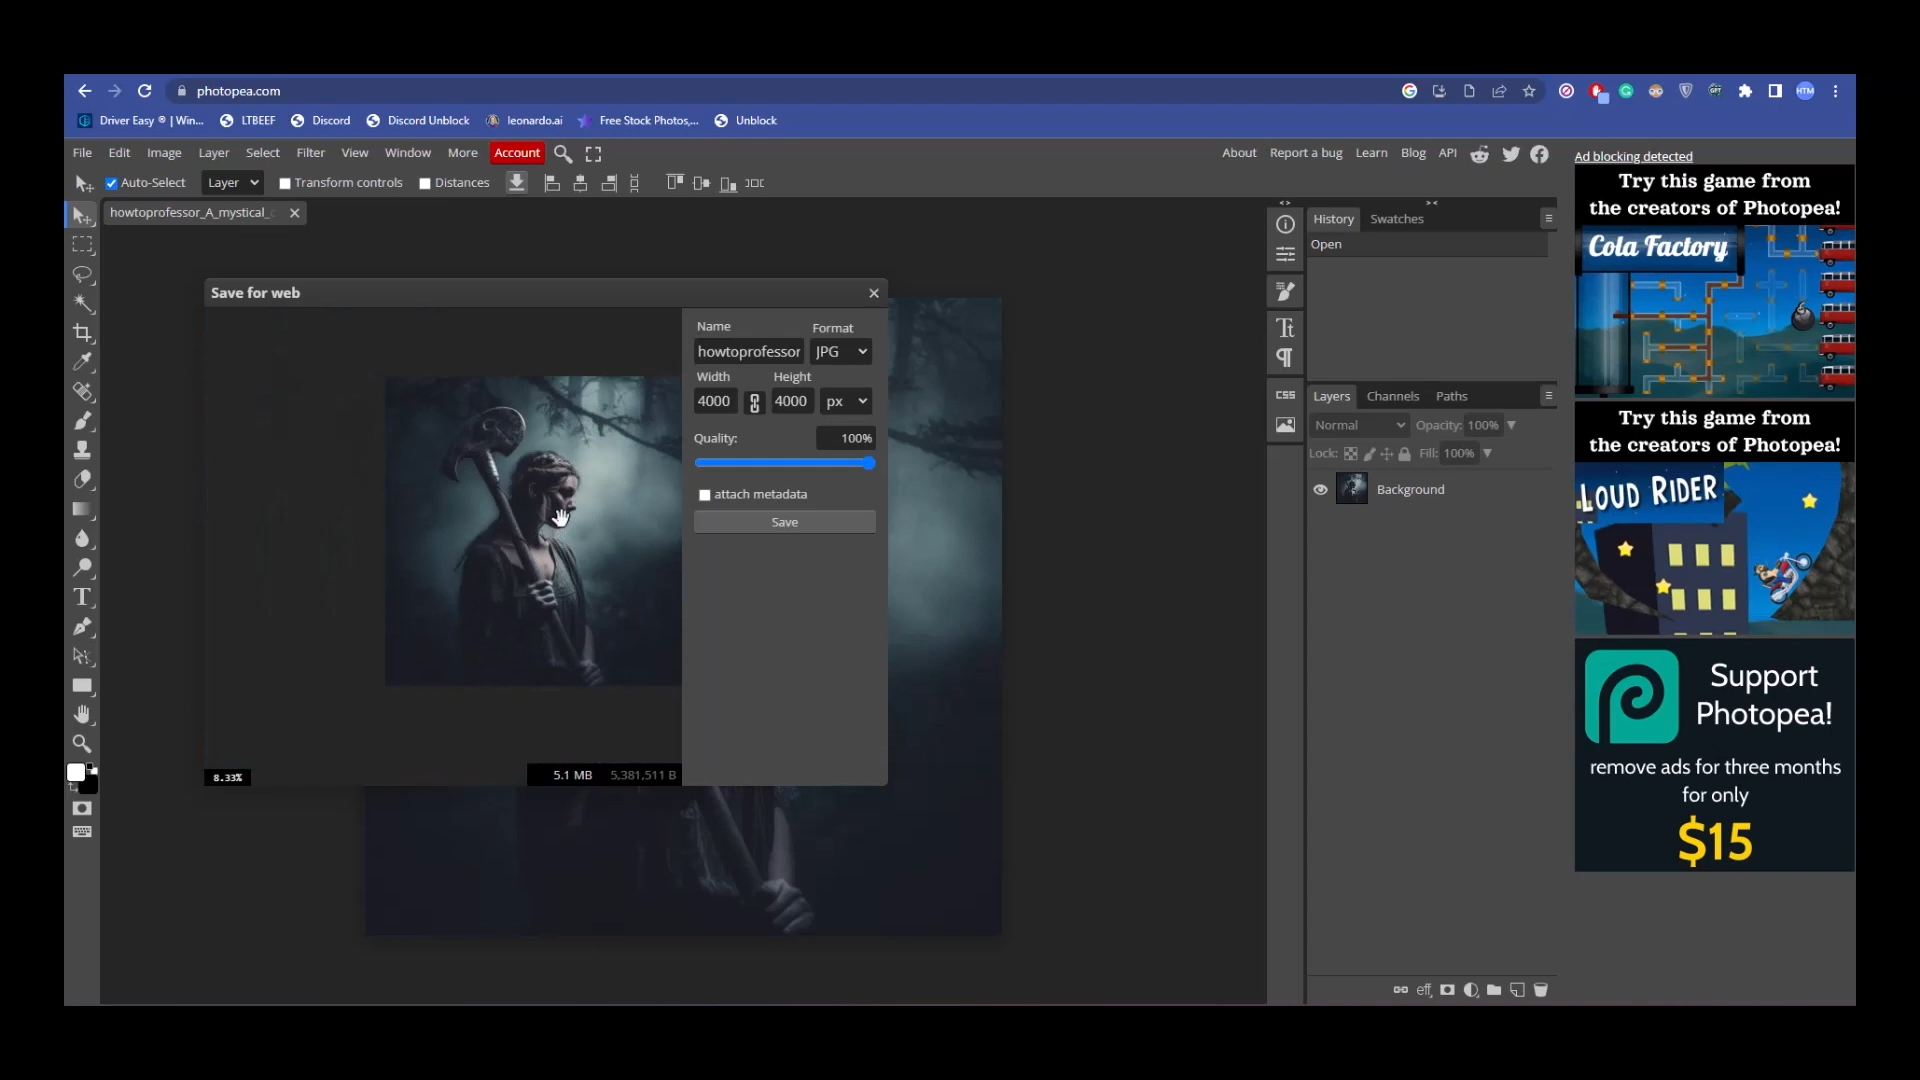 photopea.com
HTM
Driver Easy ® | Win...
LTBEEF
Discord
Discord Unblock
leonardo.ai
Free Stock Photos,...
Unblock
File Edit Image Layer Select Filter View Window More Account
About Report a bug Learn Blog API
Auto-Select Layer Transform controls Distances
howtoprofessor_A_mystical_
Save for web
Name
Format
howtoprofessor
JPG
Width Height
4000 4000 px
Quality: 100%
attach metadata
Save
8.33%
5.1 MB 5,381,511 B
History Swatches
Open
Tt
CSS
Layers Channels Paths
Normal Opacity: 100%
Lock: Fill: 100%
Background
eff
Ad blocking detected
Try this game from
the creators of Photopea!
Cola Factory
Try this game from
the creators of Photopea!
LOUD RIDER
Support
Photopea!
remove ads for three months
for only
$15